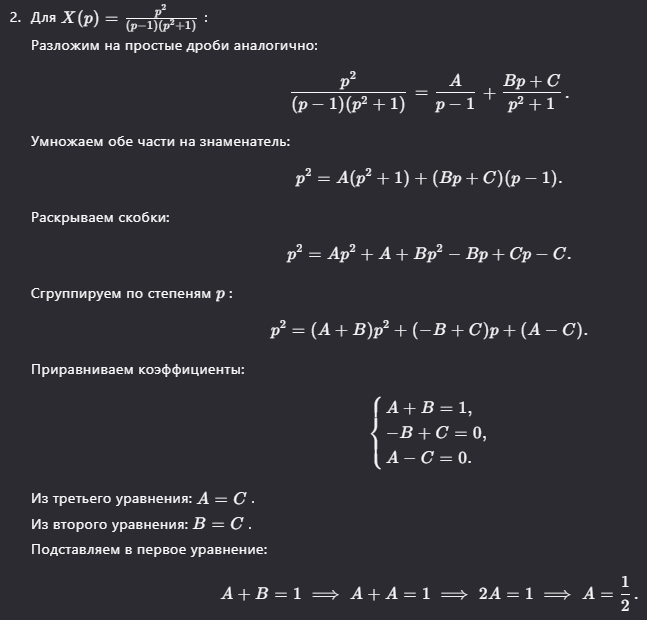 2. Для X(p) = p²/((p−1)(p²+1)) :
Разложим на простые дроби аналогично:
p²/((p − 1)(p² + 1)) = A/(p − 1) + (Bp + C)/(p² + 1).
Умножаем обе части на знаменатель:
p² = A(p² + 1) + (Bp + C)(p − 1).
Раскрываем скобки:
p² = Ap² + A + Bp² − Bp + Cp − C.
Сгруппируем по степеням p :
p² = (A + B)p² + (−B + C)p + (A − C).
Приравниваем коэффициенты:
{ A + B = 1,
−B + C = 0,
A − C = 0.
Из третьего уравнения: A = C .
Из второго уравнения: B = C .
Подставляем в первое уравнение:
A + B = 1 ⟹ A + A = 1 ⟹ 2A = 1 ⟹ A = 1/2.